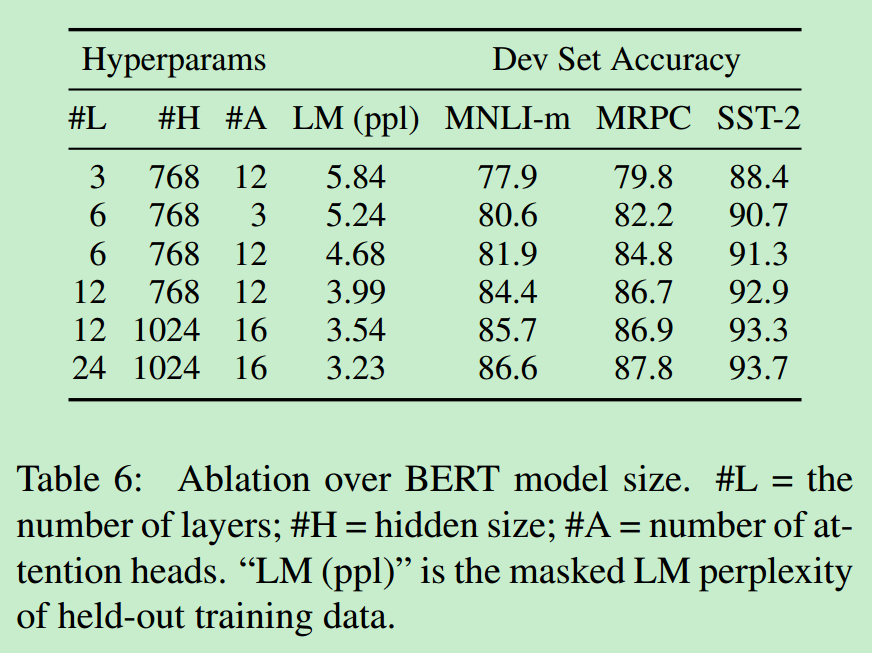 Hyperparams Dev Set Accuracy
#L #H #A LM (ppl) MNLI-m MRPC SST-2
3 768 12 5.84 77.9 79.8 88.4
6 768 3 5.24 80.6 82.2 90.7
6 768 12 4.68 81.9 84.8 91.3
12 768 12 3.99 84.4 86.7 92.9
12 1024 16 3.54 85.7 86.9 93.3
24 1024 16 3.23 86.6 87.8 93.7
Table 6: Ablation over BERT model size. #L = the
number of layers; #H = hidden size; #A = number of at-
tention heads. “LM (ppl)” is the masked LM perplexity
of held-out training data.